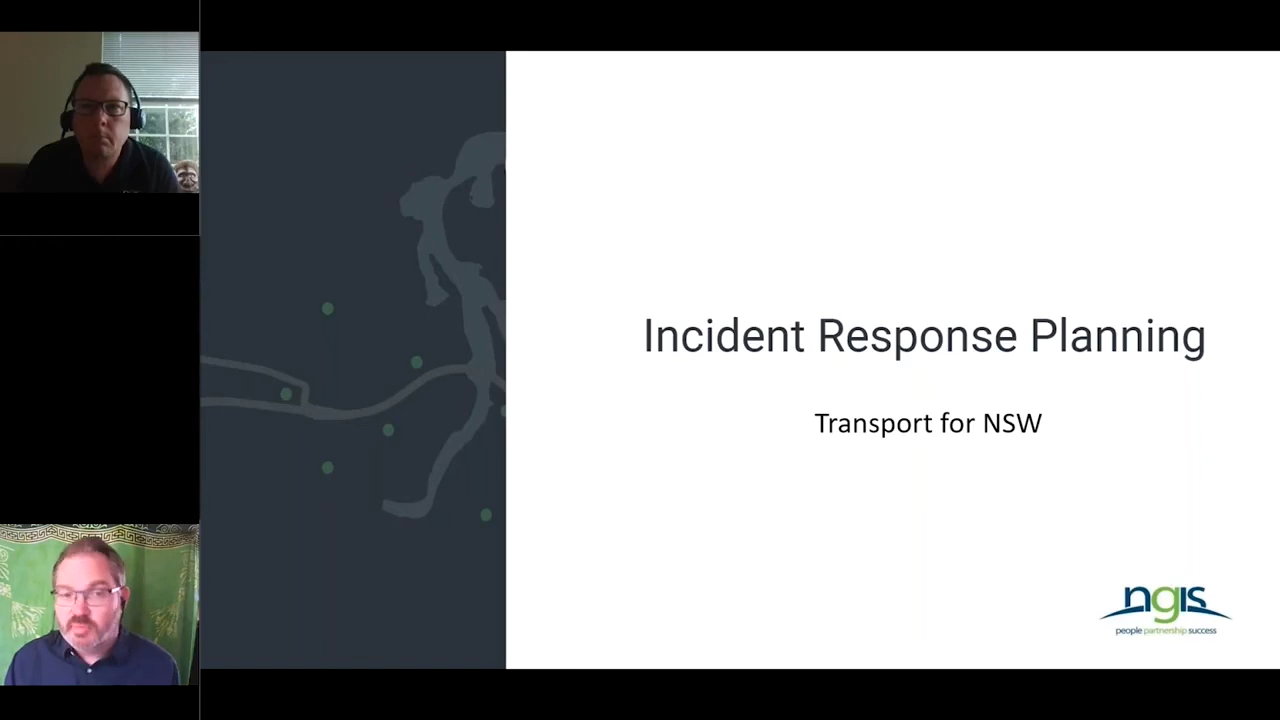 Incident Response Planning
Transport for NSW
ngis
people partnership success